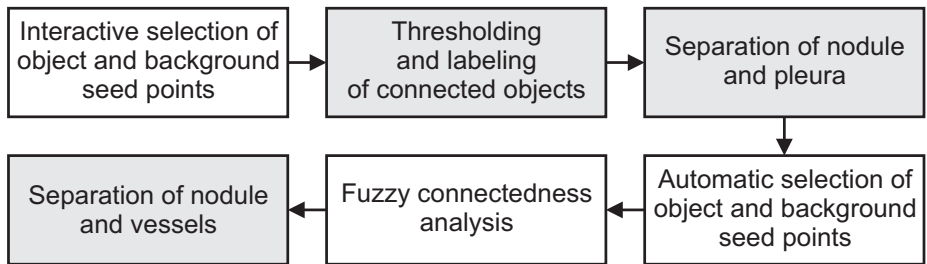 Interactive selection of
object and background
seed points
Thresholding
and labeling
of connected objects
Separation of nodule
and pleura
Automatic selection of
object and background
seed points
Fuzzy connectedness
analysis
Separation of nodule
and vessels